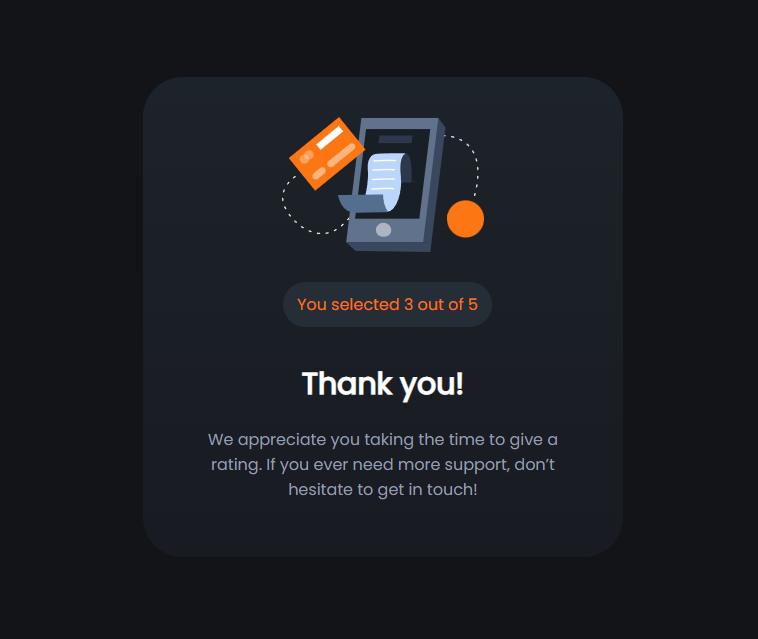 You selected 3 out of 5
Thank you!
We appreciate you taking the time to give a
rating. If you ever need more support, don’t
hesitate to get in touch!